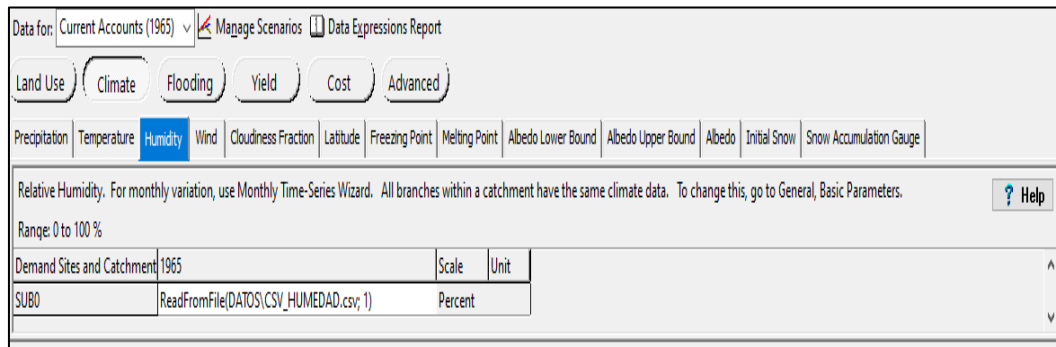 Data for: Current Accounts (1965) Manage Scenarios Data Expressions Report
Land Use Climate Flooding Yield Cost Advanced
Precipitation Temperature Humidity Wind Cloudiness Fraction Latitude Freezing Point Melting Point Albedo Lower Bound Albedo Upper Bound Albedo Initial Snow Snow Accumulation Gauge
Relative Humidity. For monthly variation, use Monthly Time-Series Wizard. All branches within a catchment have the same climate data. To change this, go to General, Basic Parameters.
? Help
Range: 0 to 100 %
Demand Sites and Catchment 1965 Scale Unit
SUB0 ReadFromFile(DATOS\CSV_HUMEDAD.csv; 1) Percent